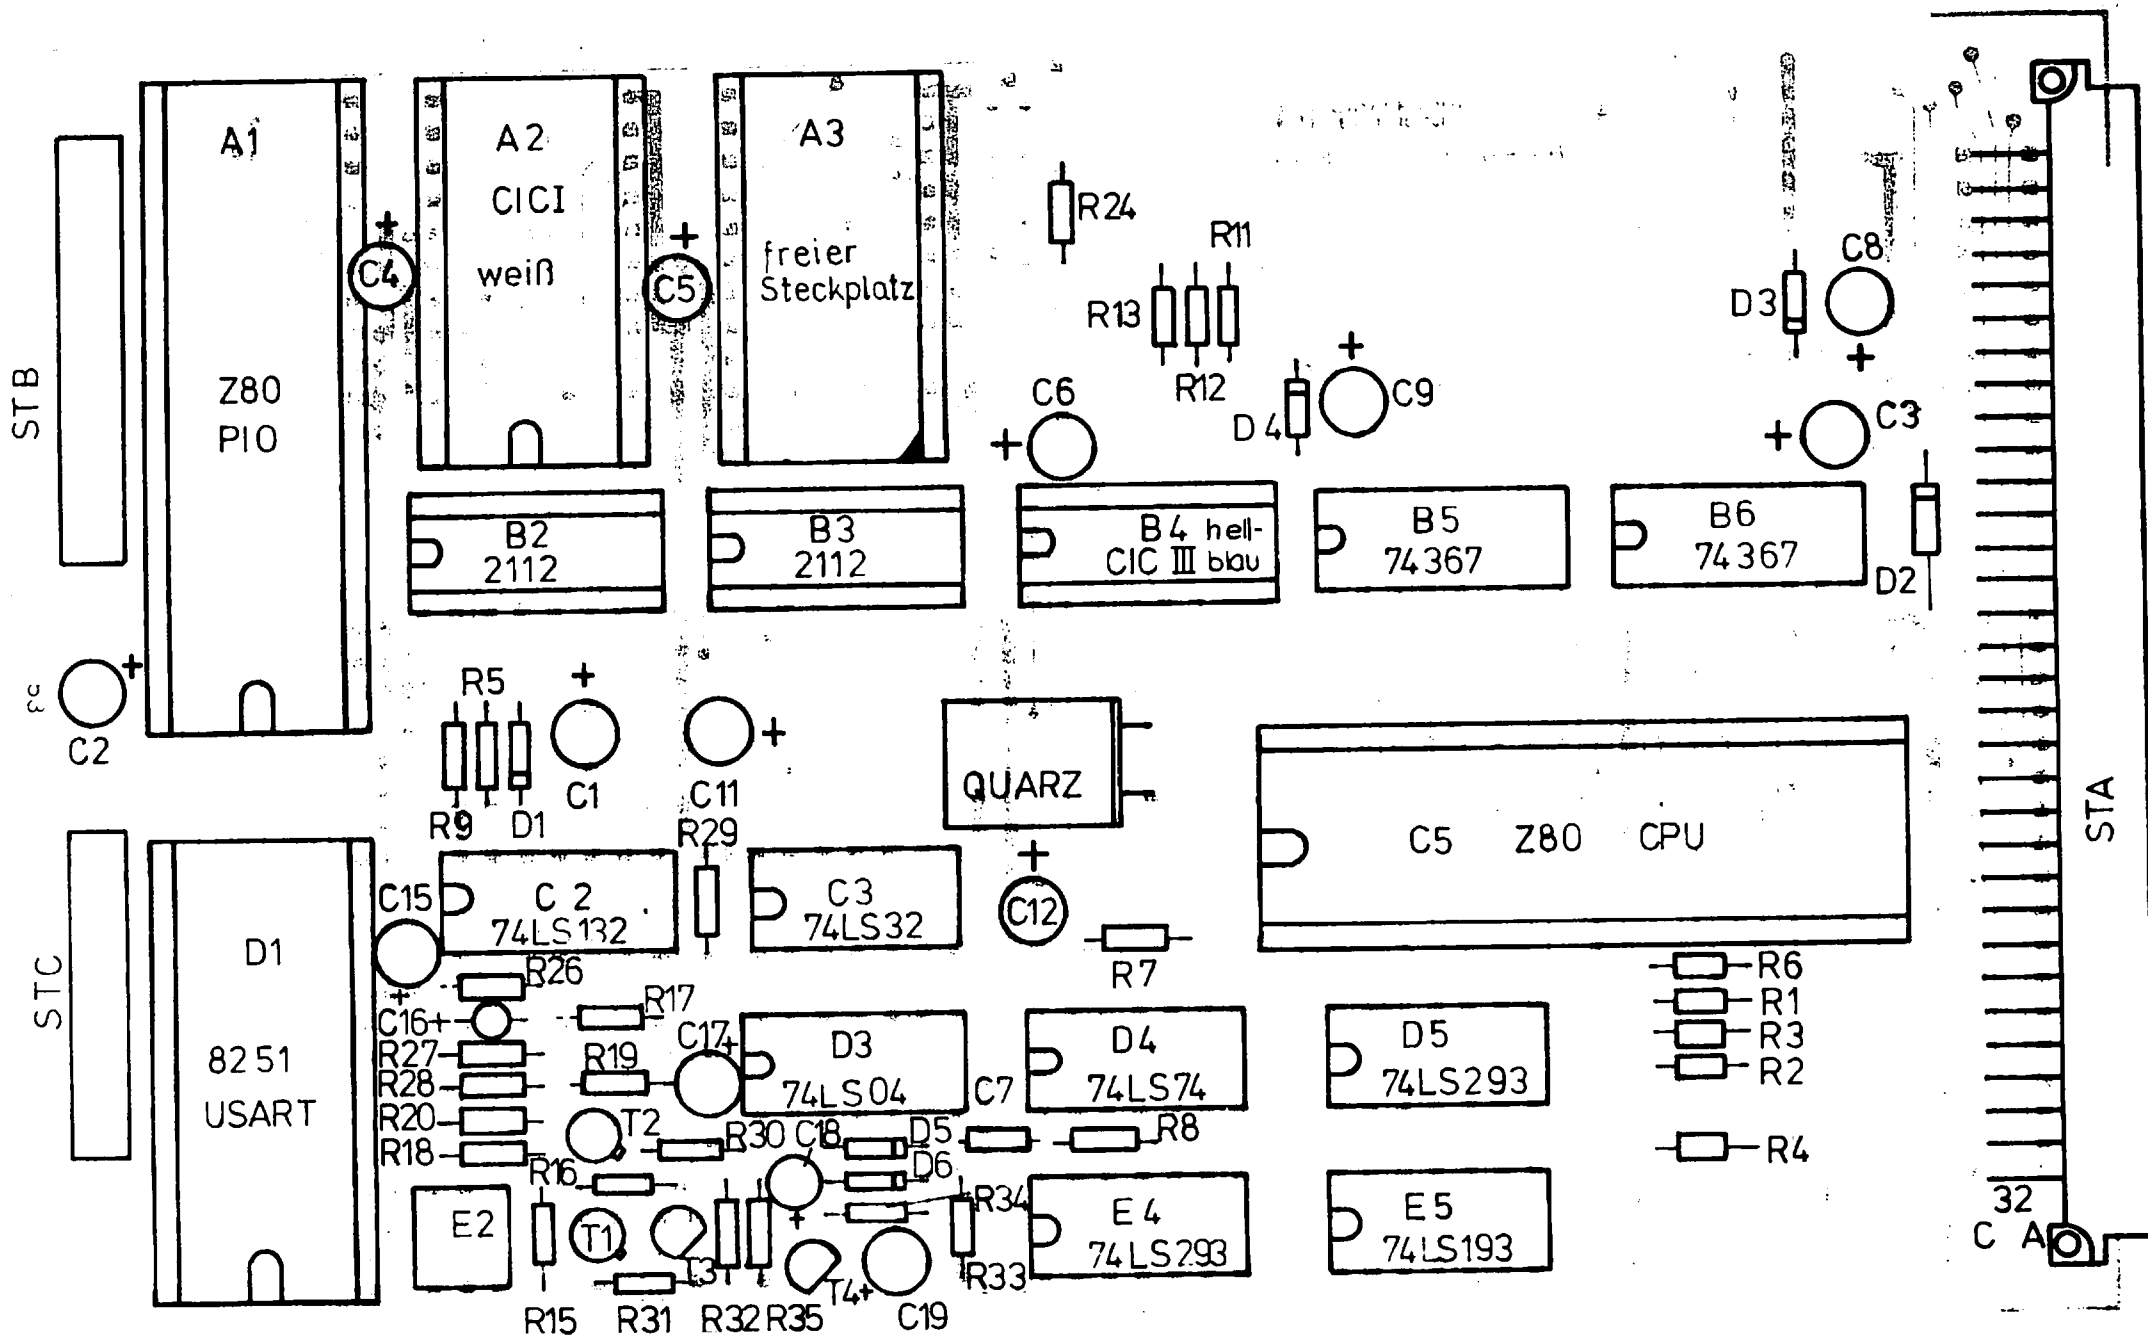 A1
Z80
PIO
STB
A2
CICI
weiß
A3
freier
Steckplatz
C4
+
C5
+
R24
R11
R13
R12
C6
+
D4
+
C9
D3
C8
+
+
C3
B2
2112
B3
2112
B4 hell-
CIC III blau
B5
74367
B6
74367
D2
+
C2
R5
R9
D1
+
C1
C11
+
QUARZ
C5 Z80 CPU
STA
R29
C15
+
C2
74LS132
C3
74LS32
+
C12
R7
STC
D1
8251
USART
R26
C16+
R27
R28
R20
R18
R17
R19
C17
+
D3
74LS04
D4
74LS74
D5
74LS293
R6
R1
R3
R2
R4
C7
R8
T2
R30
C18
+
D5
D6
R16
R34
E2
T1
T3
T4+
C19
R33
R15
R31
R32
R35
E4
74LS293
E5
74LS193
32
C A